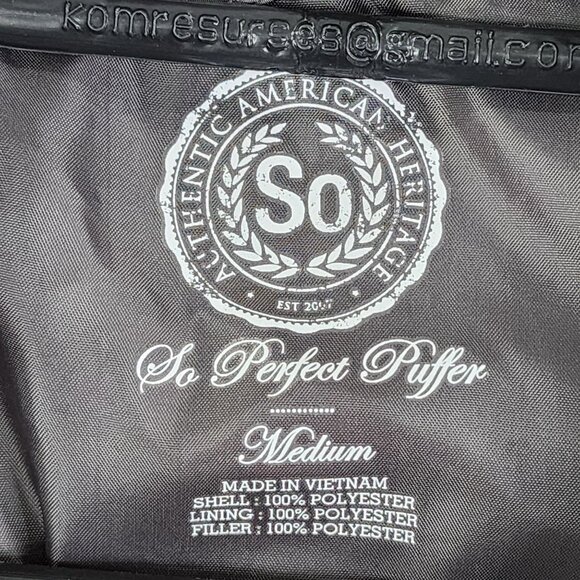 komresurses@gmail.com
AUTHENTIC AMERICAN HERITAGE
So
EST 2007
So Perfect Puffer
Medium
MADE IN VIETNAM
SHELL : 100% POLYESTER
LINING : 100% POLYESTER
FILLER : 100% POLYESTER